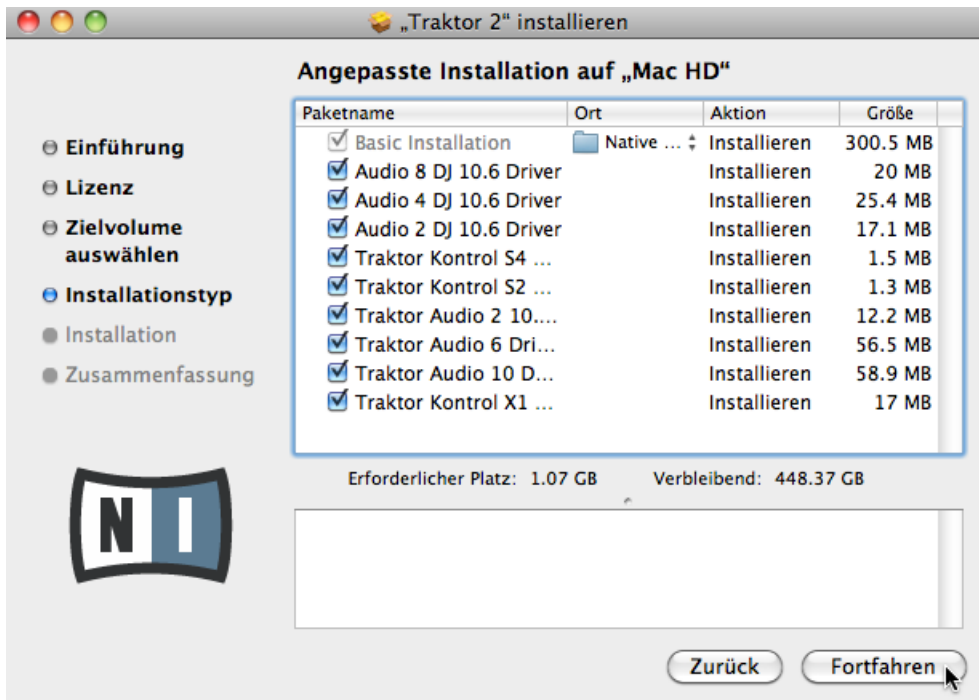 „Traktor 2“ installieren
Angepasste Installation auf „Mac HD“
Einführung
Lizenz
Zielvolume
auswählen
Installationstyp
Installation
Zusammenfassung
NI
Paketname Ort Aktion Größe
Basic Installation Native ... Installieren 300.5 MB
Audio 8 DJ 10.6 Driver Installieren 20 MB
Audio 4 DJ 10.6 Driver Installieren 25.4 MB
Audio 2 DJ 10.6 Driver Installieren 17.1 MB
Traktor Kontrol S4 ... Installieren 1.5 MB
Traktor Kontrol S2 ... Installieren 1.3 MB
Traktor Audio 2 10.... Installieren 12.2 MB
Traktor Audio 6 Dri... Installieren 56.5 MB
Traktor Audio 10 D... Installieren 58.9 MB
Traktor Kontrol X1 ... Installieren 17 MB
Erforderlicher Platz: 1.07 GB Verbleibend: 448.37 GB
Zurück Fortfahren